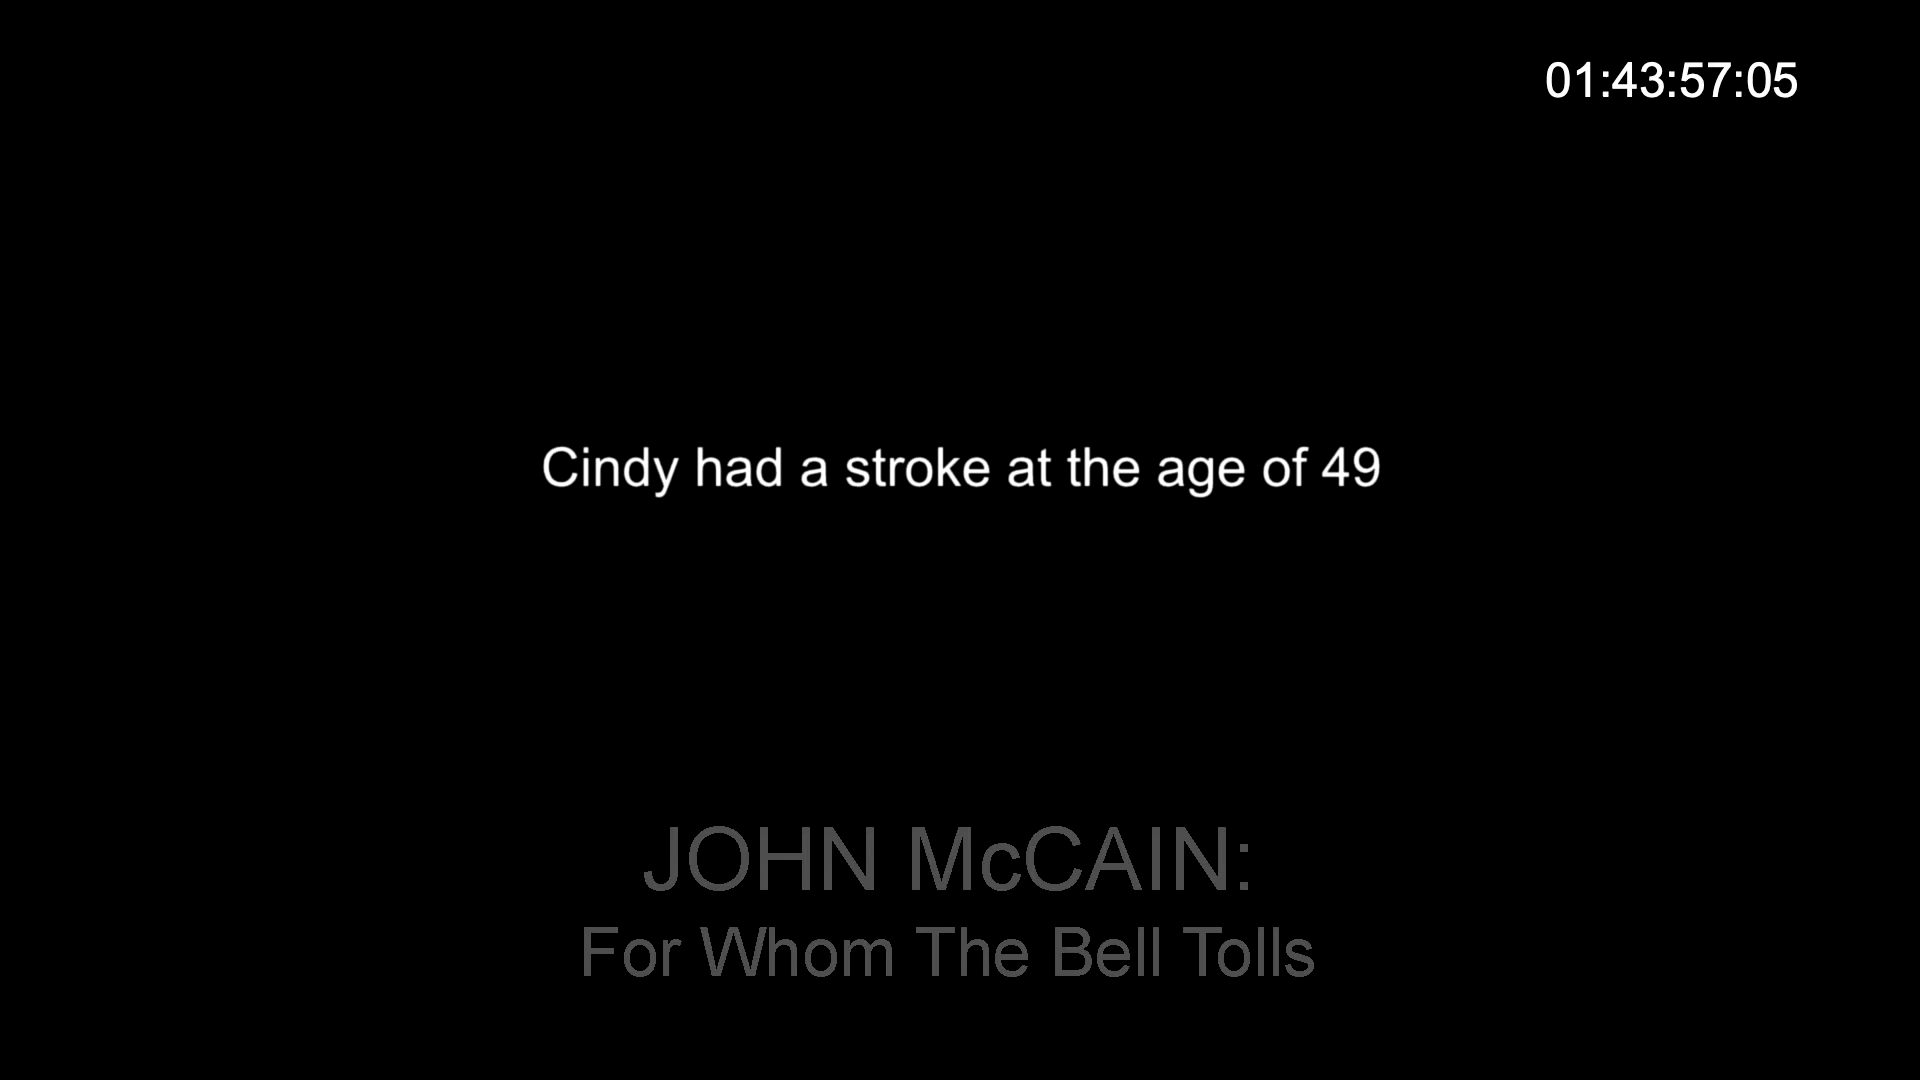 01:43:57:05
Cindy had a stroke at the age of 49
JOHN McCAIN:
For Whom The Bell Tolls